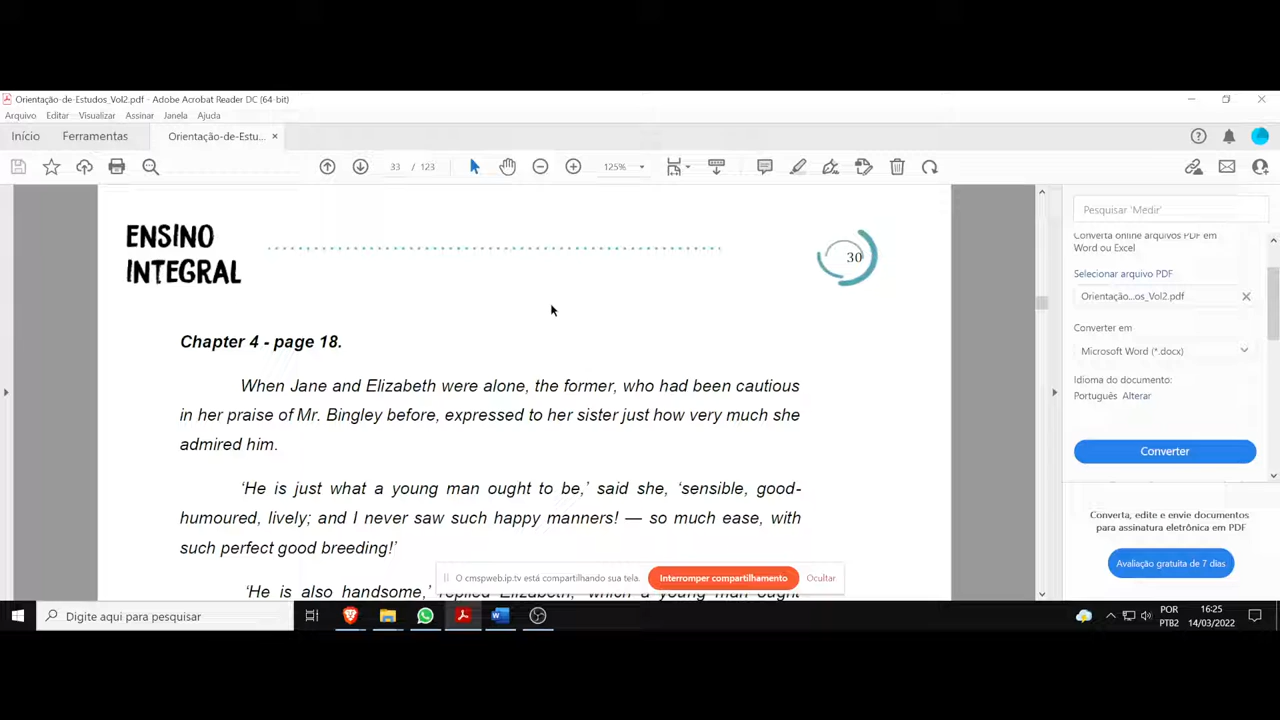 Orientação-de-Estudos_Vol2.pdf - Adobe Acrobat Reader DC (64-bit)
Arquivo Editar Visualizar Assinar Janela Ajuda
Início Ferramentas Orientação-de-Estu... ×
33 / 123 125%
ENSINO
INTEGRAL
30
Chapter 4 - page 18.
When Jane and Elizabeth were alone, the former, who had been cautious
in her praise of Mr. Bingley before, expressed to her sister just how very much she
admired him.
‘He is just what a young man ought to be,’ said she, ‘sensible, good-
humoured, lively; and I never saw such happy manners! — so much ease, with
such perfect good breeding!’
‘He is also handsome,’ replied Elizabeth, ‘which a young man ought
Pesquisar 'Medir'
Converta online arquivos PDF em
Word ou Excel
Selecionar arquivo PDF
Orientação...os_Vol2.pdf
Converter em
Microsoft Word (*.docx)
Idioma do documento:
Português Alterar
Converter
Converta, edite e envie documentos
para assinatura eletrônica em PDF
Avaliação gratuita de 7 dias
O cmspweb.ip.tv está compartilhando sua tela. Interromper compartilhamento Ocultar
Digite aqui para pesquisar
POR
PTB2
16:25
14/03/2022